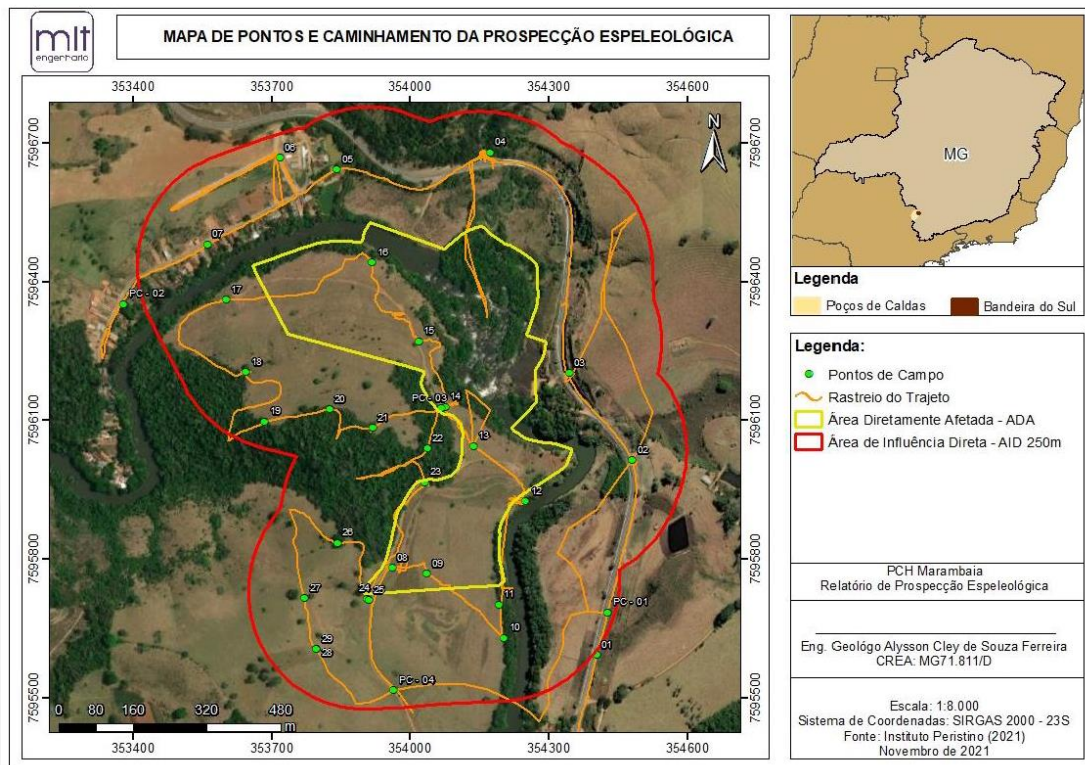 mlt
engenharia
MAPA DE PONTOS E CAMINHAMENTO DA PROSPECÇÃO ESPELEOLÓGICA
353400 353700 354000 354300 354600
7596700
7596400
7596100
7595800
7595500
7596700
7596400
7596100
7595800
7595500
N
04
06
05
07
16
PC - 02
17
15
03
18
PC - 03
14
20
19
21
13
22
02
23
12
26
08
09
27
24
25
11
PC - 01
10
29
28
01
PC - 04
0 80 160 320 480
m
353400 353700 354000 354300 354600
MG
Legenda
Poços de Caldas Bandeira do Sul
Legenda:
Pontos de Campo
Rastreio do Trajeto
Área Diretamente Afetada - ADA
Área de Influência Direta - AID 250m
PCH Marambaia
Relatório de Prospecção Espeleológica
Eng. Geológo Alysson Cley de Souza Ferreira
CREA: MG71.811/D
Escala: 1:8.000
Sistema de Coordenadas: SIRGAS 2000 - 23S
Fonte: Instituto Peristino (2021)
Novembro de 2021